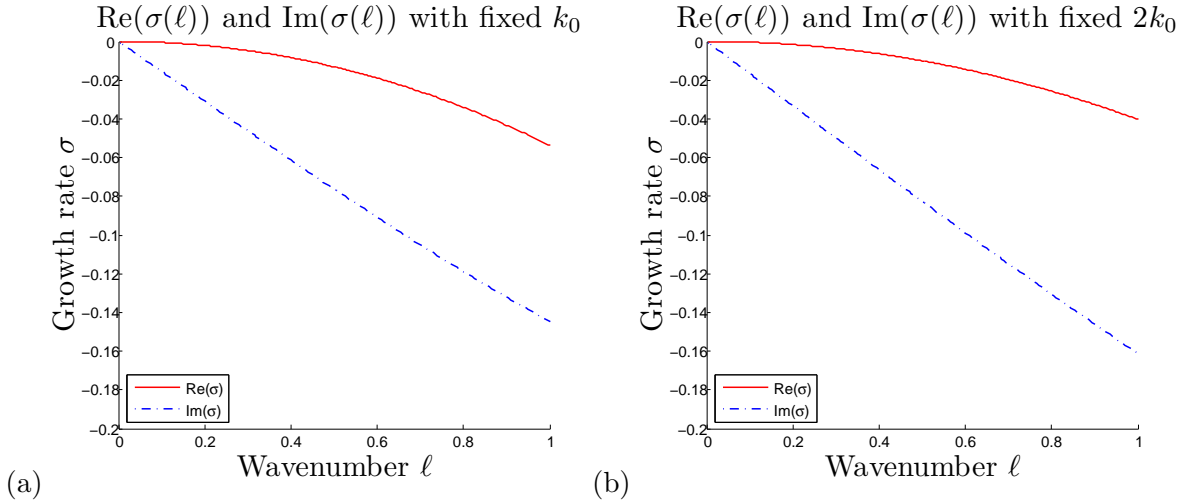 Re(σ(ℓ)) and Im(σ(ℓ)) with fixed k₀
0
−0.02
−0.04
−0.06
−0.08
−0.1
−0.12
−0.14
−0.16
−0.18
−0.2
Growth rate σ
Re(σ)
Im(σ)
0 0.2 0.4 0.6 0.8 1
Wavenumber ℓ
(a)
Re(σ(ℓ)) and Im(σ(ℓ)) with fixed 2k₀
0
−0.02
−0.04
−0.06
−0.08
−0.1
−0.12
−0.14
−0.16
−0.18
−0.2
Growth rate σ
Re(σ)
Im(σ)
0 0.2 0.4 0.6 0.8 1
Wavenumber ℓ
(b)